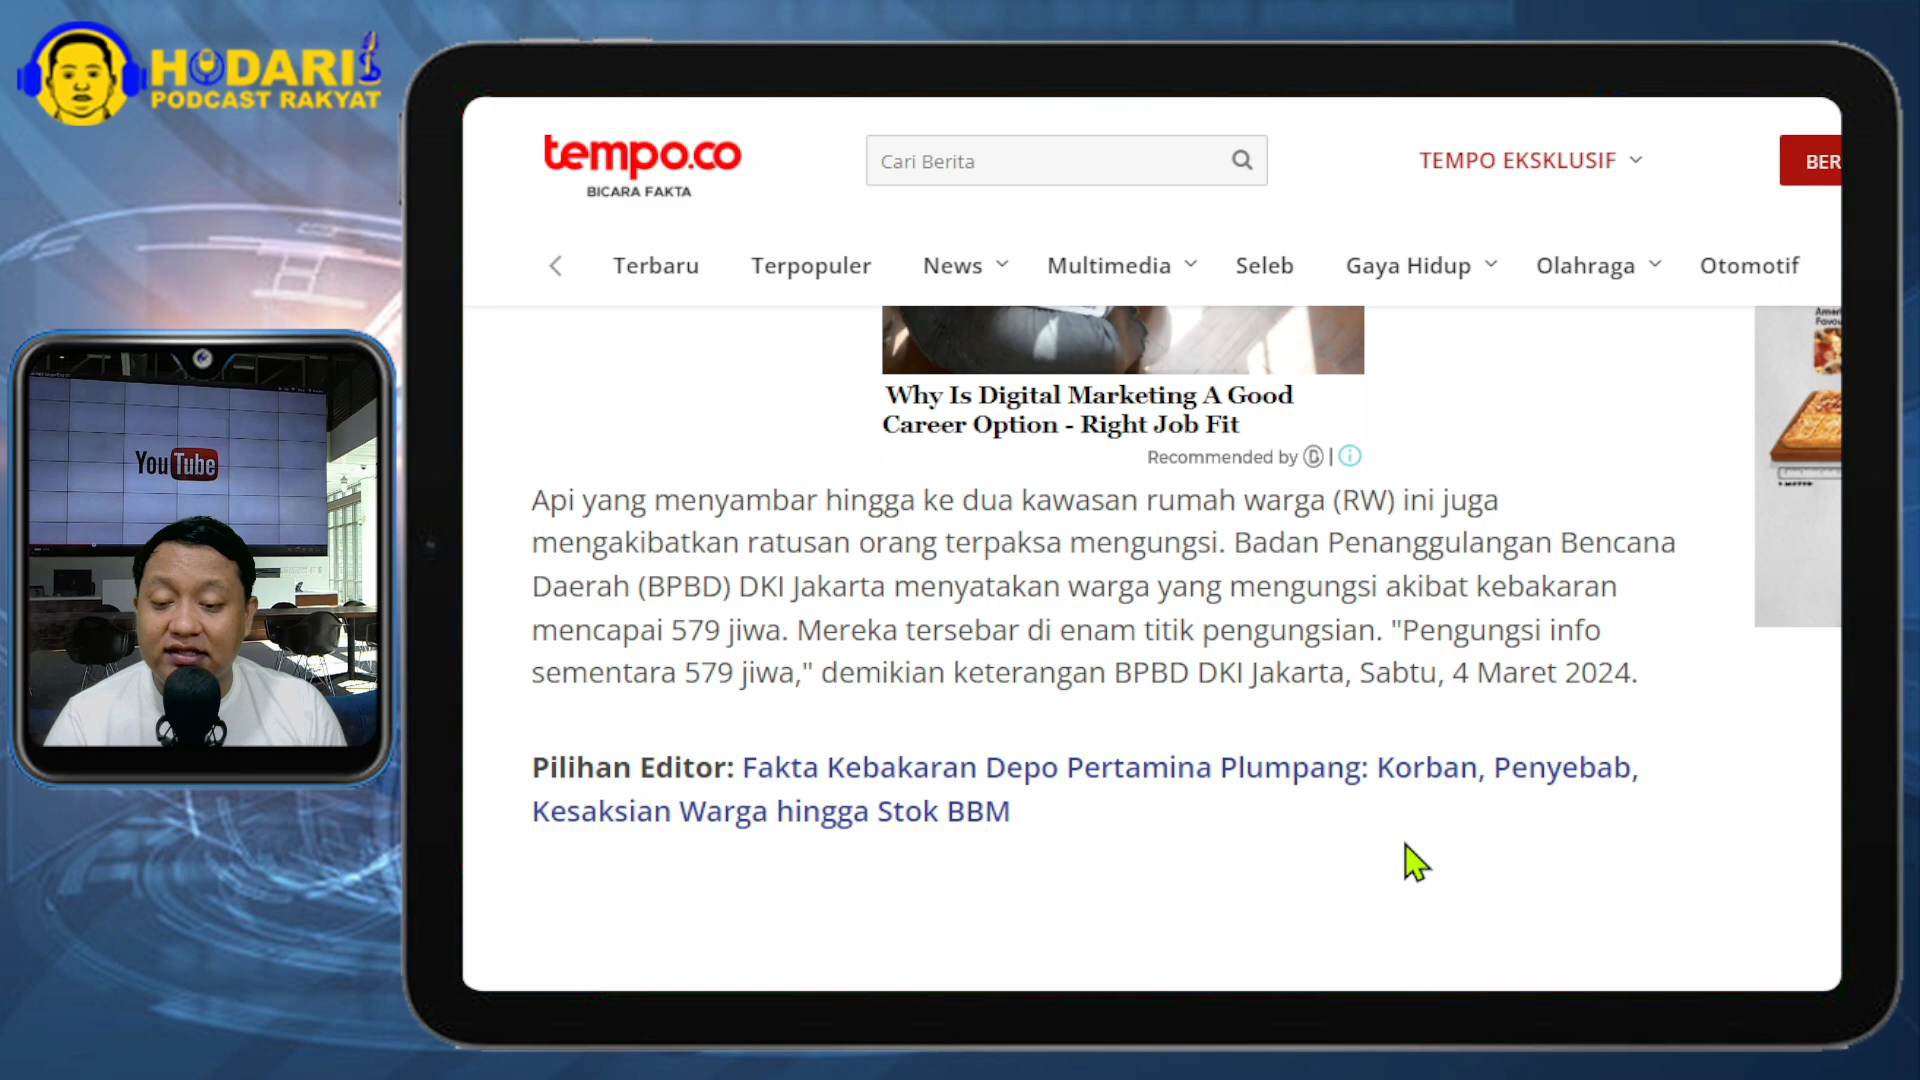 HODARI
PODCAST RAKYAT
tempo.co
BICARA FAKTA
Cari Berita
TEMPO EKSKLUSIF
BER
Terbaru Terpopuler News Multimedia Seleb Gaya Hidup Olahraga Otomotif
Why Is Digital Marketing A Good
Career Option - Right Job Fit
Recommended by
Api yang menyambar hingga ke dua kawasan rumah warga (RW) ini juga
mengakibatkan ratusan orang terpaksa mengungsi. Badan Penanggulangan Bencana
Daerah (BPBD) DKI Jakarta menyatakan warga yang mengungsi akibat kebakaran
mencapai 579 jiwa. Mereka tersebar di enam titik pengungsian. "Pengungsi info
sementara 579 jiwa," demikian keterangan BPBD DKI Jakarta, Sabtu, 4 Maret 2024.
Pilihan Editor: Fakta Kebakaran Depo Pertamina Plumpang: Korban, Penyebab,
Kesaksian Warga hingga Stok BBM
YouTube